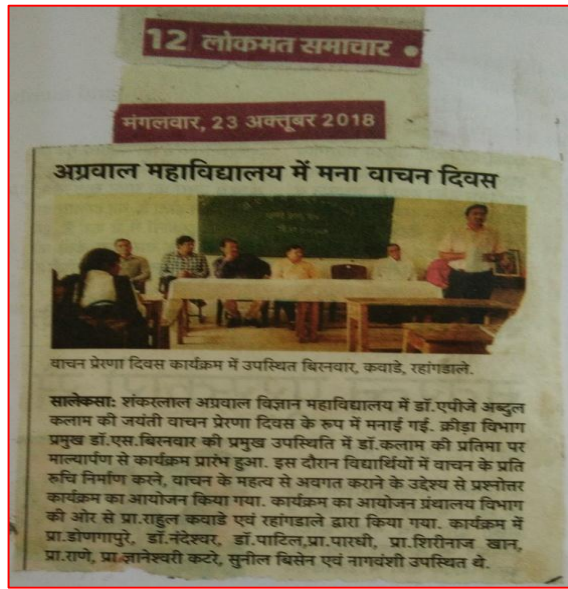 12 लोकमत समाचार •
मंगलवार, 23 अक्तूबर 2018
अग्रवाल महाविद्यालय में मना वाचन दिवस
वाचन प्रेरणा दिवस कार्यक्रम में उपस्थित बिरनवार, कवाडे, रहांगडाले.
सालेकसा: शंकरलाल अग्रवाल विज्ञान महाविद्यालय में डॉ.एपीजे अब्दुल
कलाम की जयंती वाचन प्रेरणा दिवस के रूप में मनाई गई. क्रीड़ा विभाग
प्रमुख डॉ.एस.बिरनवार की प्रमुख उपस्थिति में डॉ.कलाम की प्रतिमा पर
माल्यार्पण से कार्यक्रम प्रारंभ हुआ. इस दौरान विद्यार्थियों में वाचन के प्रति
रुचि निर्माण करने, वाचन के महत्व से अवगत कराने के उद्देश्य से प्रश्नोत्तर
कार्यक्रम का आयोजन किया गया. कार्यक्रम का आयोजन ग्रंथालय विभाग
की ओर से प्रा.राहुल कवाडे एवं रहांगडाले द्वारा किया गया. कार्यक्रम में
प्रा.डोणगापुरे, डॉ.नंदेश्वर, डॉ.पाटिल,प्रा.पारधी, प्रा.शिरीनाज खान,
प्रा.राणे, प्रा.ज्ञानेश्वरी कटरे, सुनील बिसेन एवं नागवंशी उपस्थित थे.